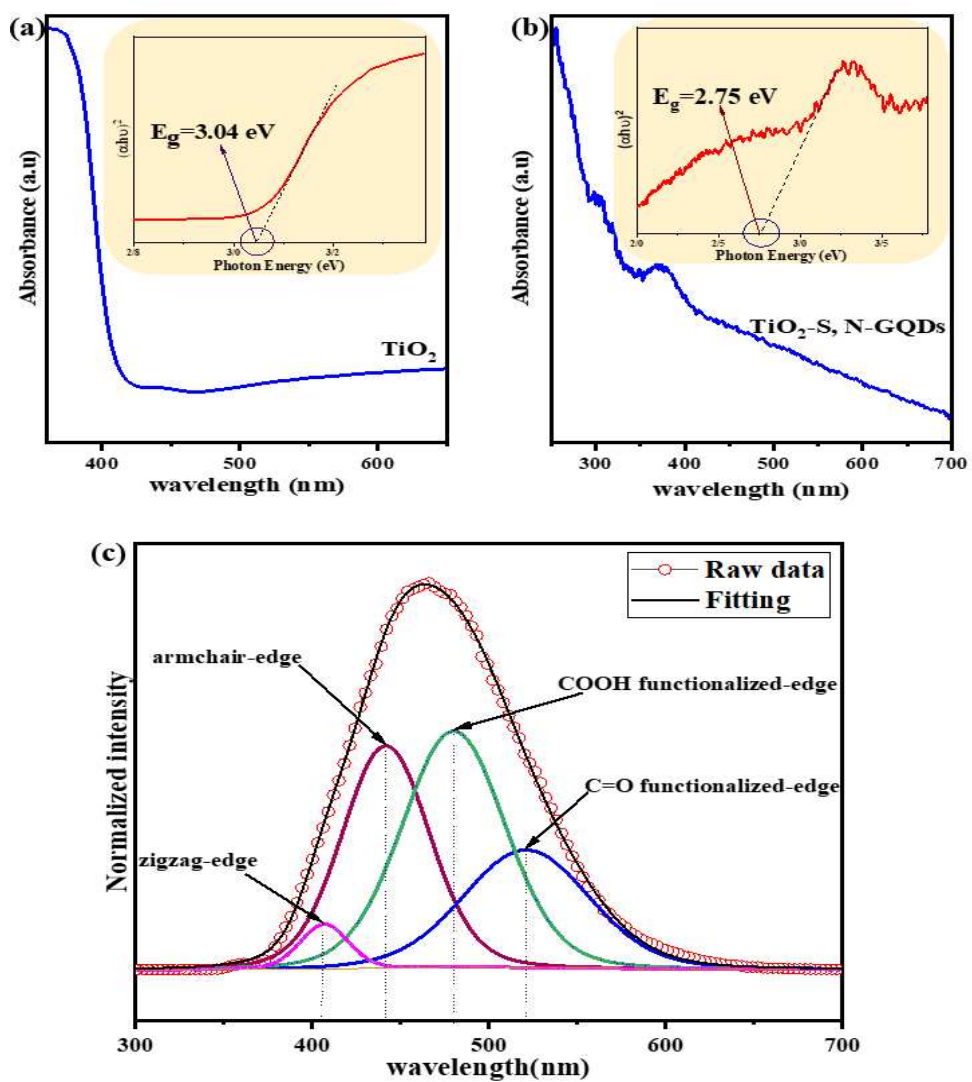 (a)
Absorbance (a.u)
(αhυ)²
E_g=3.04 eV
2/8 3/0 3/2
Photon Energy (eV)
TiO₂
400 500 600
wavelength (nm)
(b)
Absorbance (a.u)
(αhυ)²
E_g=2.75 eV
2/0 2/5 3/0 3/5
Photon Energy (eV)
TiO₂-S, N-GQDs
300 400 500 600 700
wavelength (nm)
(c)
Normalized intensity
Raw data
Fitting
armchair-edge
COOH functionalized-edge
C=O functionalized-edge
zigzag-edge
300 400 500 600 700
wavelength(nm)